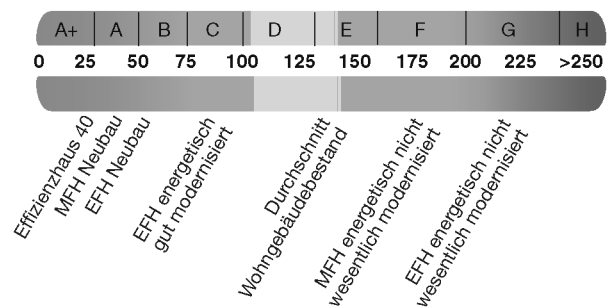 A+ A B C D E F G H
0 25 50 75 100 125 150 175 200 225 >250
Effizienzhaus 40
MFH Neubau
EFH Neubau
EFH energetisch
gut modernisiert
Durchschnitt
Wohngebäudebestand
MFH energetisch nicht
wesentlich modernisiert
EFH energetisch nicht
wesentlich modernisiert